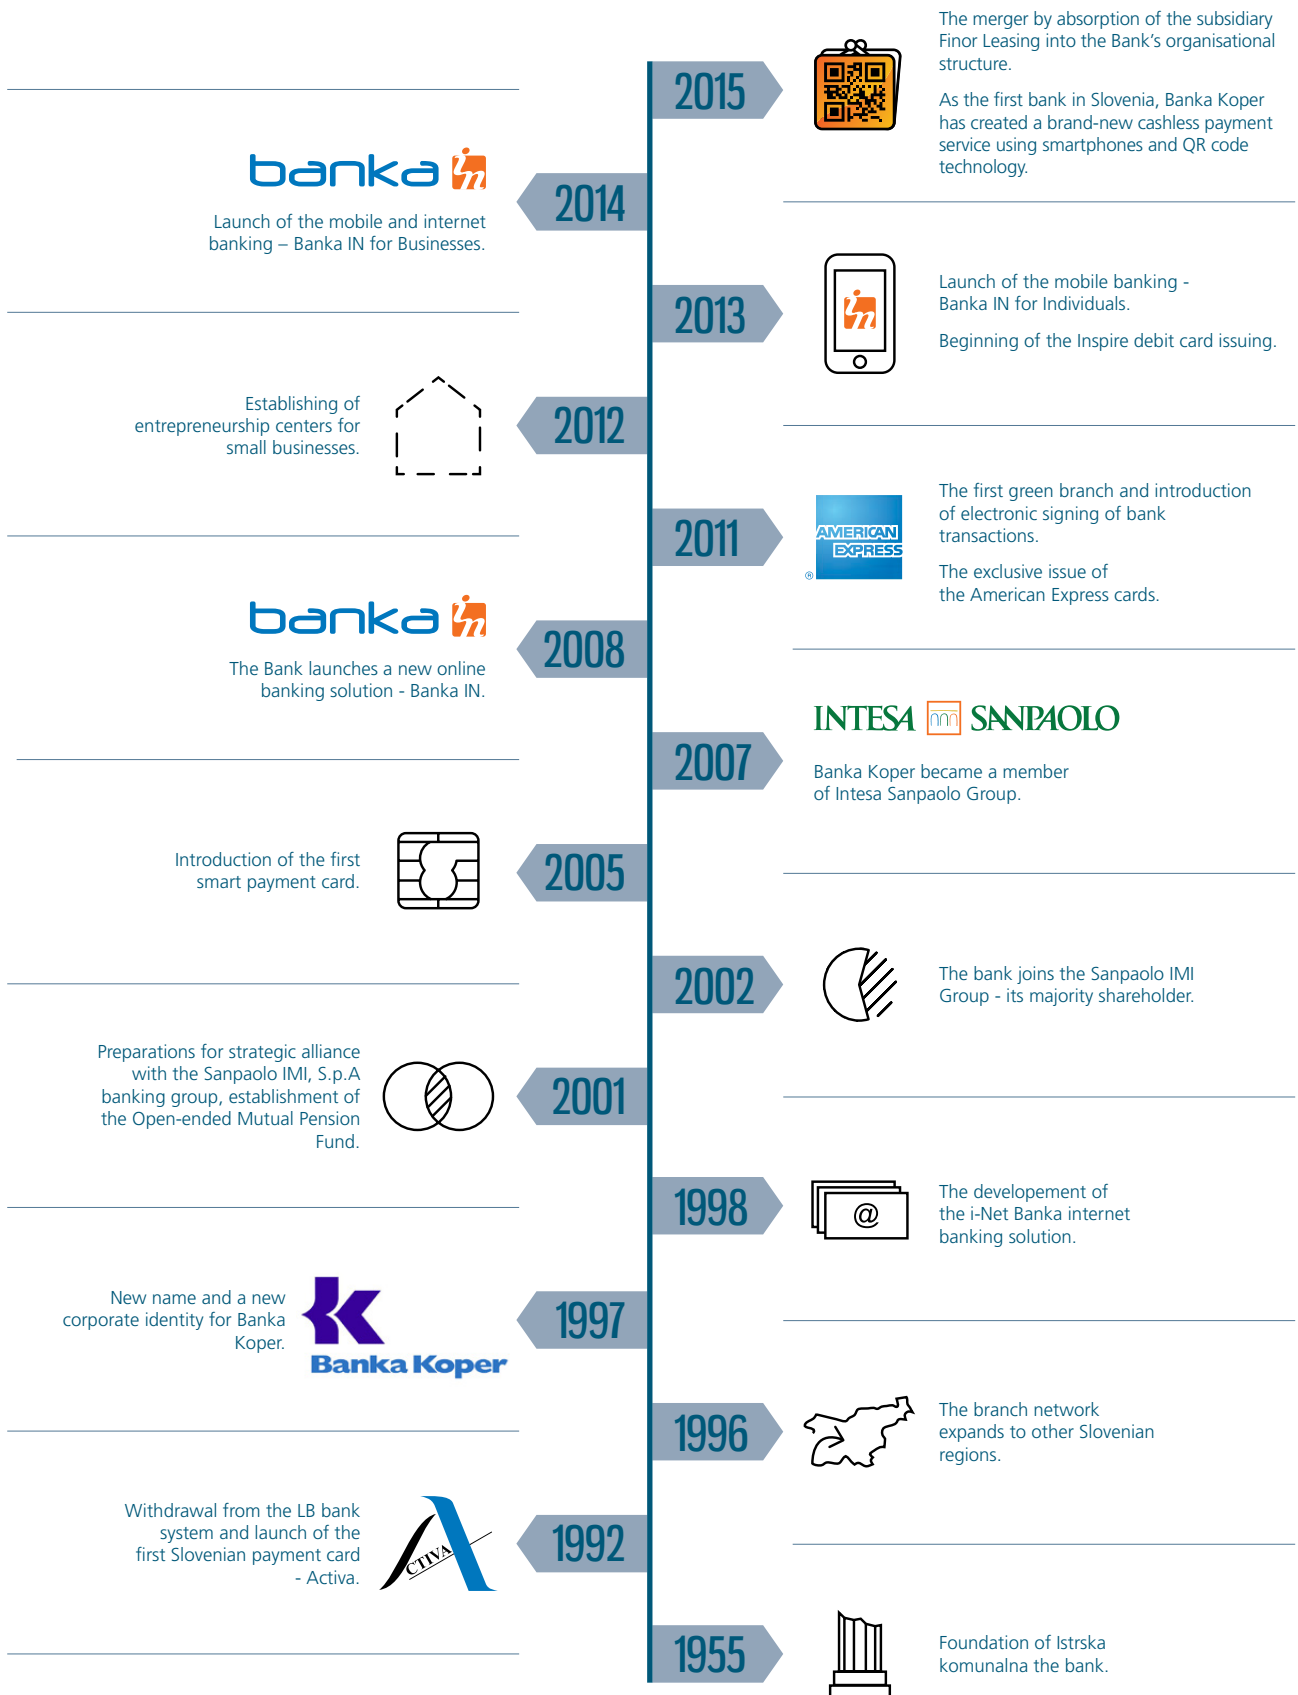 The merger by absorption of the subsidiary
Finor Leasing into the Bank's organisational
structure.
2015
As the first bank in Slovenia, Banka Koper
has created a brand-new cashless payment
service using smartphones and QR code
technology.
banka in
2014
Launch of the mobile and internet
banking – Banka IN for Businesses.
2013
in
Launch of the mobile banking -
Banka IN for Individuals.
Beginning of the Inspire debit card issuing.
Establishing of
entrepreneurship centers for
small businesses.
2012
2011
AMERICAN
EXPRESS
®
The first green branch and introduction
of electronic signing of bank
transactions.
The exclusive issue of
the American Express cards.
banka in
2008
The Bank launches a new online
banking solution - Banka IN.
2007
INTESA SANPAOLO
Banka Koper became a member
of Intesa Sanpaolo Group.
Introduction of the first
smart payment card.
2005
2002
The bank joins the Sanpaolo IMI
Group - its majority shareholder.
Preparations for strategic alliance
with the Sanpaolo IMI, S.p.A
banking group, establishment of
the Open-ended Mutual Pension
Fund.
2001
1998
@
The developement of
the i-Net Banka internet
banking solution.
New name and a new
corporate identity for Banka
Koper.
k
Banka Koper
1997
1996
The branch network
expands to other Slovenian
regions.
Withdrawal from the LB bank
system and launch of the
first Slovenian payment card
- Activa.
ACTIVA
1992
1955
Foundation of Istrska
komunalna the bank.